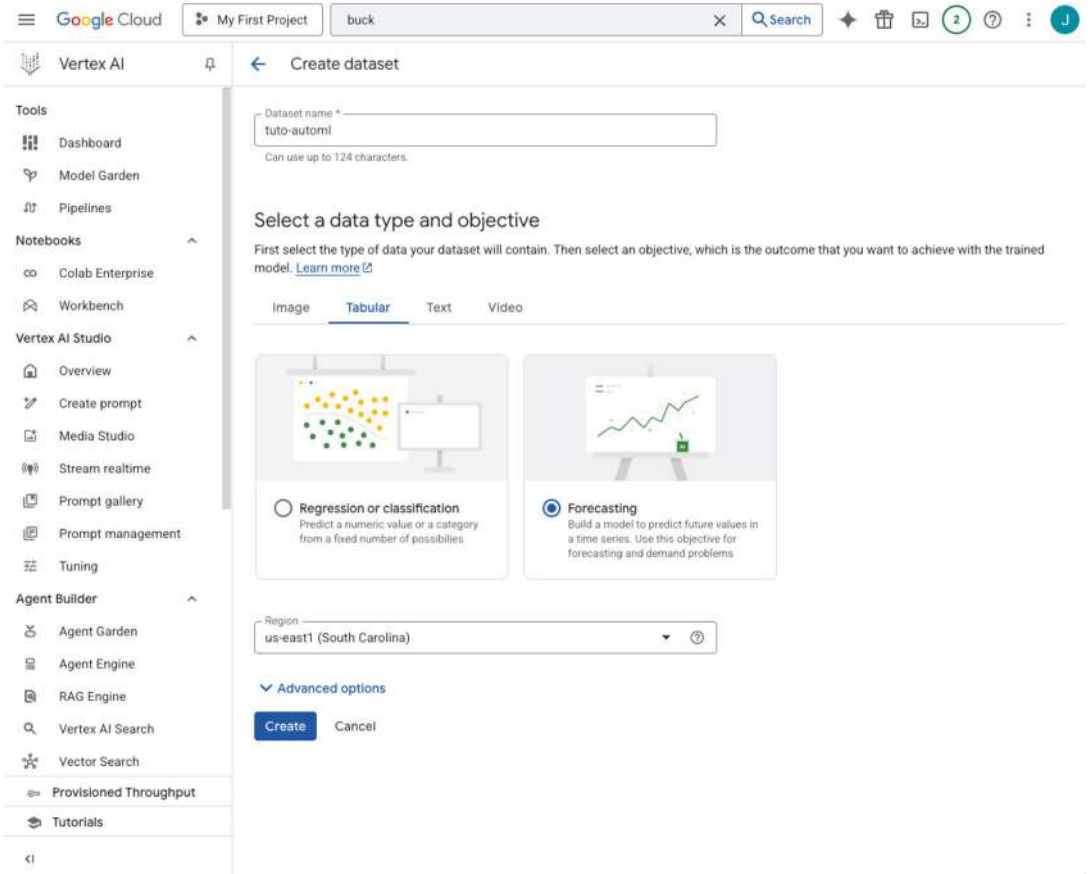 Google Cloud
My First Project
buck
Search
2
J
Vertex AI
Create dataset
Tools
Dashboard
Model Garden
Pipelines
Notebooks
Colab Enterprise
Workbench
Vertex AI Studio
Overview
Create prompt
Media Studio
Stream realtime
Prompt gallery
Prompt management
Tuning
Agent Builder
Agent Garden
Agent Engine
RAG Engine
Vertex AI Search
Vector Search
Provisioned Throughput
Tutorials
Dataset name *
tuto-automl
Can use up to 124 characters.
Select a data type and objective
First select the type of data your dataset will contain. Then select an objective, which is the outcome that you want to achieve with the trained
model. Learn more
Image
Tabular
Text
Video
Regression or classification
Predict a numeric value or a category
from a fixed number of possibilies
AI
Forecasting
Build a model to predict future values in
a time series. Use this objective for
forecasting and demand problems
Region
us-east1 (South Carolina)
Advanced options
Create
Cancel